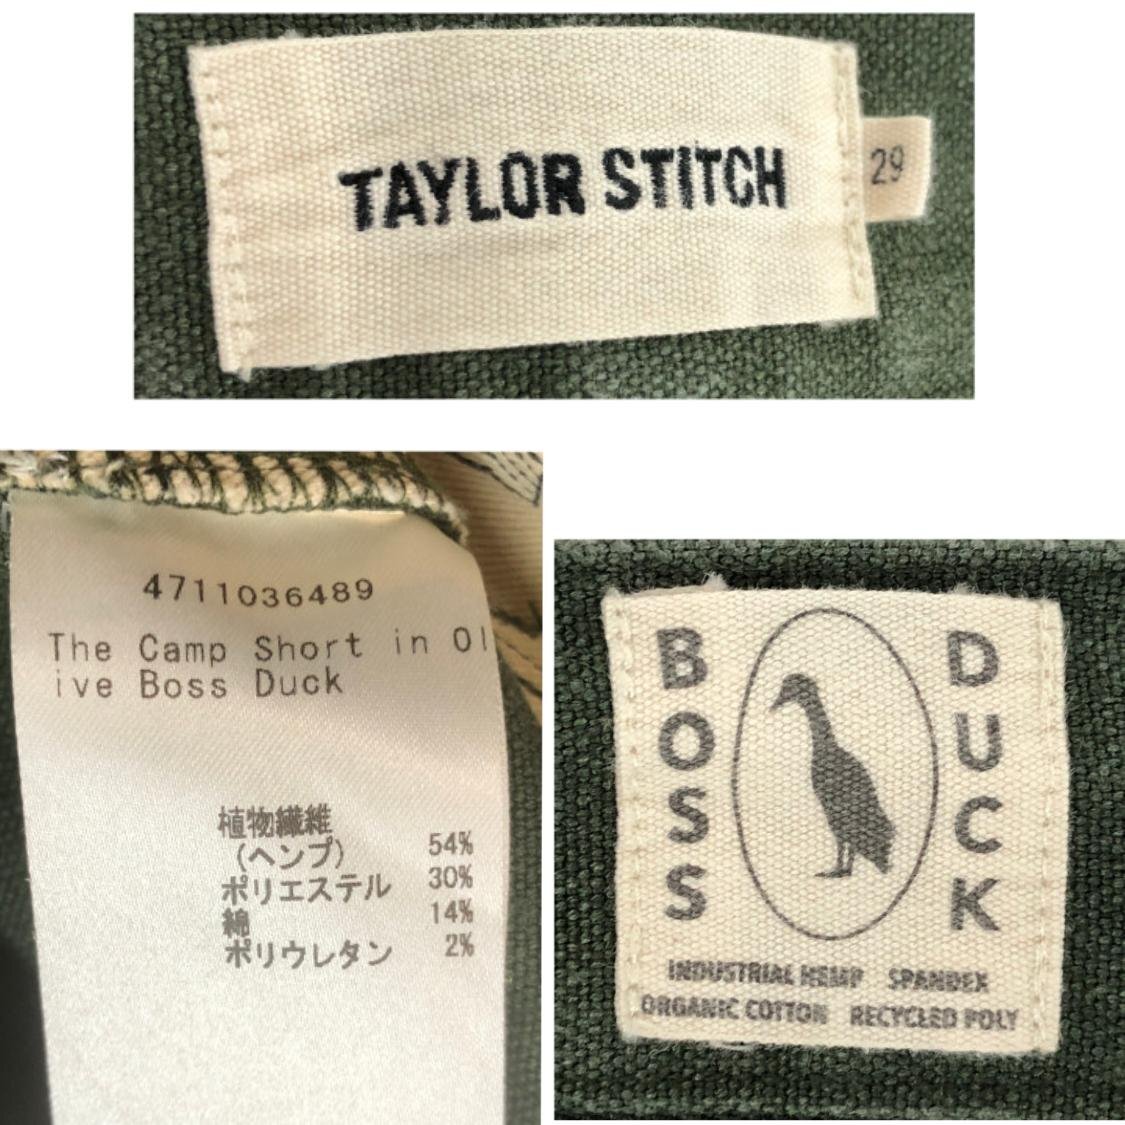 TAYLOR STITCH
29
4711036489
The Camp Short in Ol
ive Boss Duck
植物繊維
(ヘンプ) 54%
ポリエステル 30%
綿 14%
ポリウレタン 2%
BOSS
DUCK
INDUSTRIAL HEMP SPANDEX
ORGANIC COTTON RECYCLED POLY